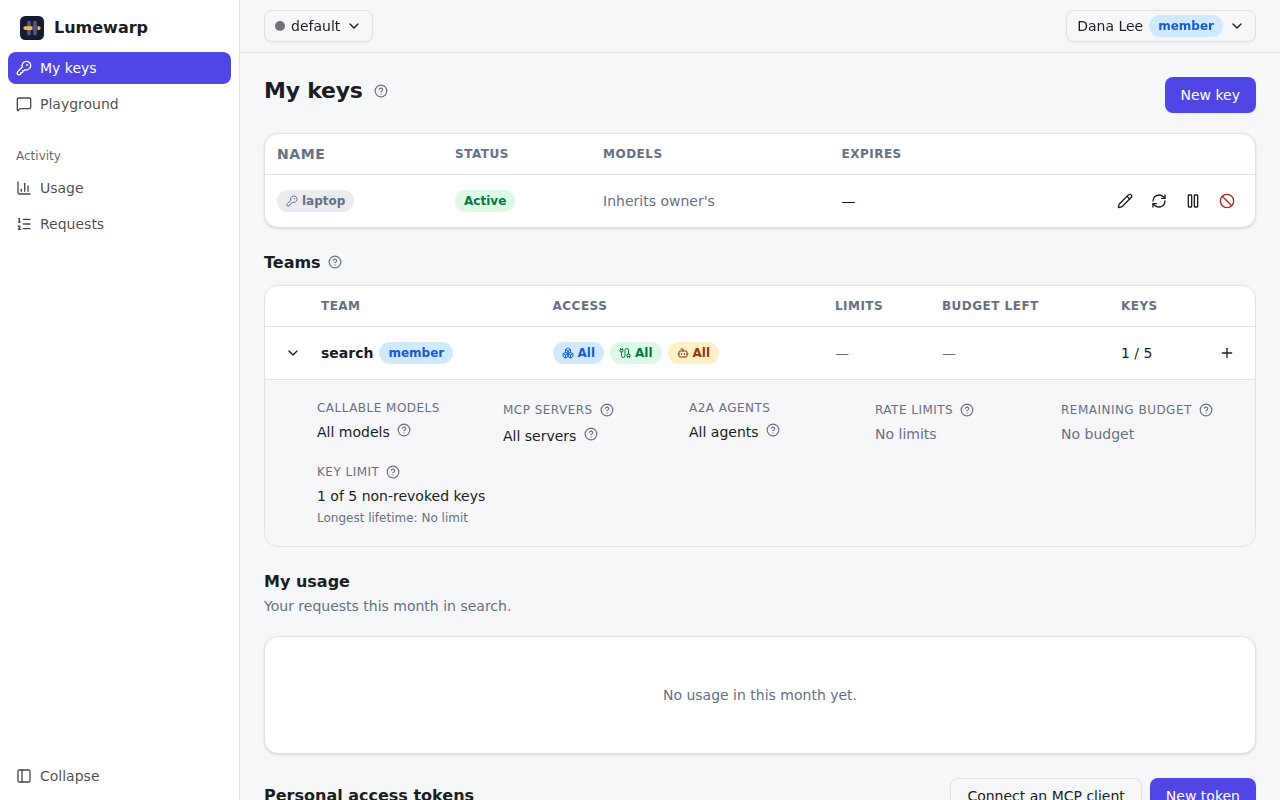 Lumewarp
default
Dana Lee member
My keys
Playground
Activity
Usage
Requests
Collapse
My keys
New key
NAME STATUS MODELS EXPIRES
laptop Active Inherits owner's —
Teams
TEAM ACCESS LIMITS BUDGET LEFT KEYS
search member All All All — — 1 / 5
CALLABLE MODELS MCP SERVERS A2A AGENTS RATE LIMITS REMAINING BUDGET
All models All servers All agents No limits No budget
KEY LIMIT
1 of 5 non-revoked keys
Longest lifetime: No limit
My usage
Your requests this month in search.
No usage in this month yet.
Personal access tokens
Connect an MCP client
New token